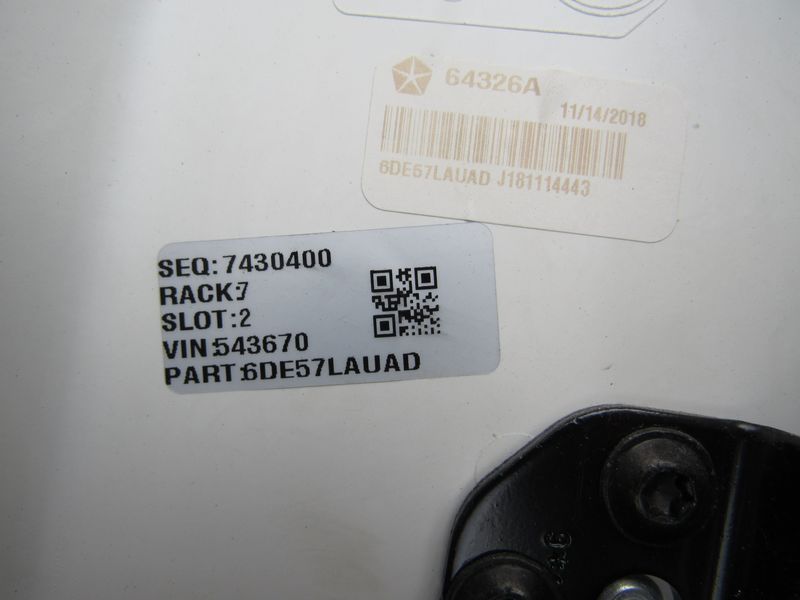 64326A
11/14/2018
6DE57LAUAD J181114443
SEQ: 7430400
RACK:7
SLOT:2
VIN:543670
PART:6DE57LAUAD